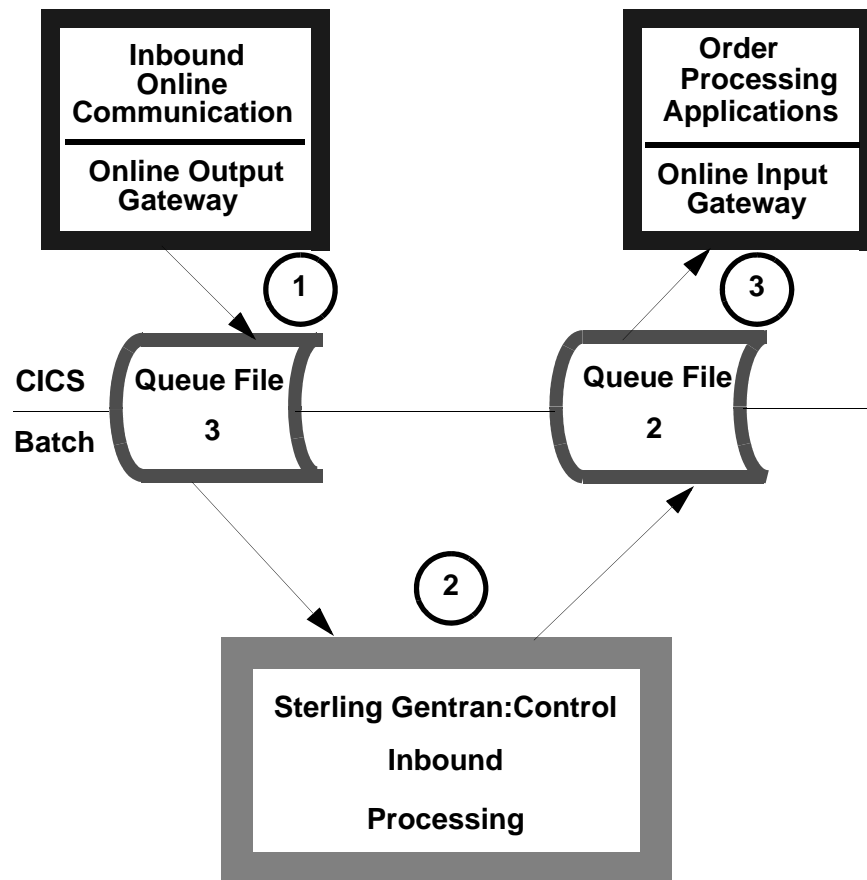 Inbound
Online
Communication
Online Output
Gateway
Order
Processing
Applications
Online Input
Gateway
1
3
CICS
Batch
Queue File
3
Queue File
2
2
Sterling Gentran:Control
Inbound
Processing